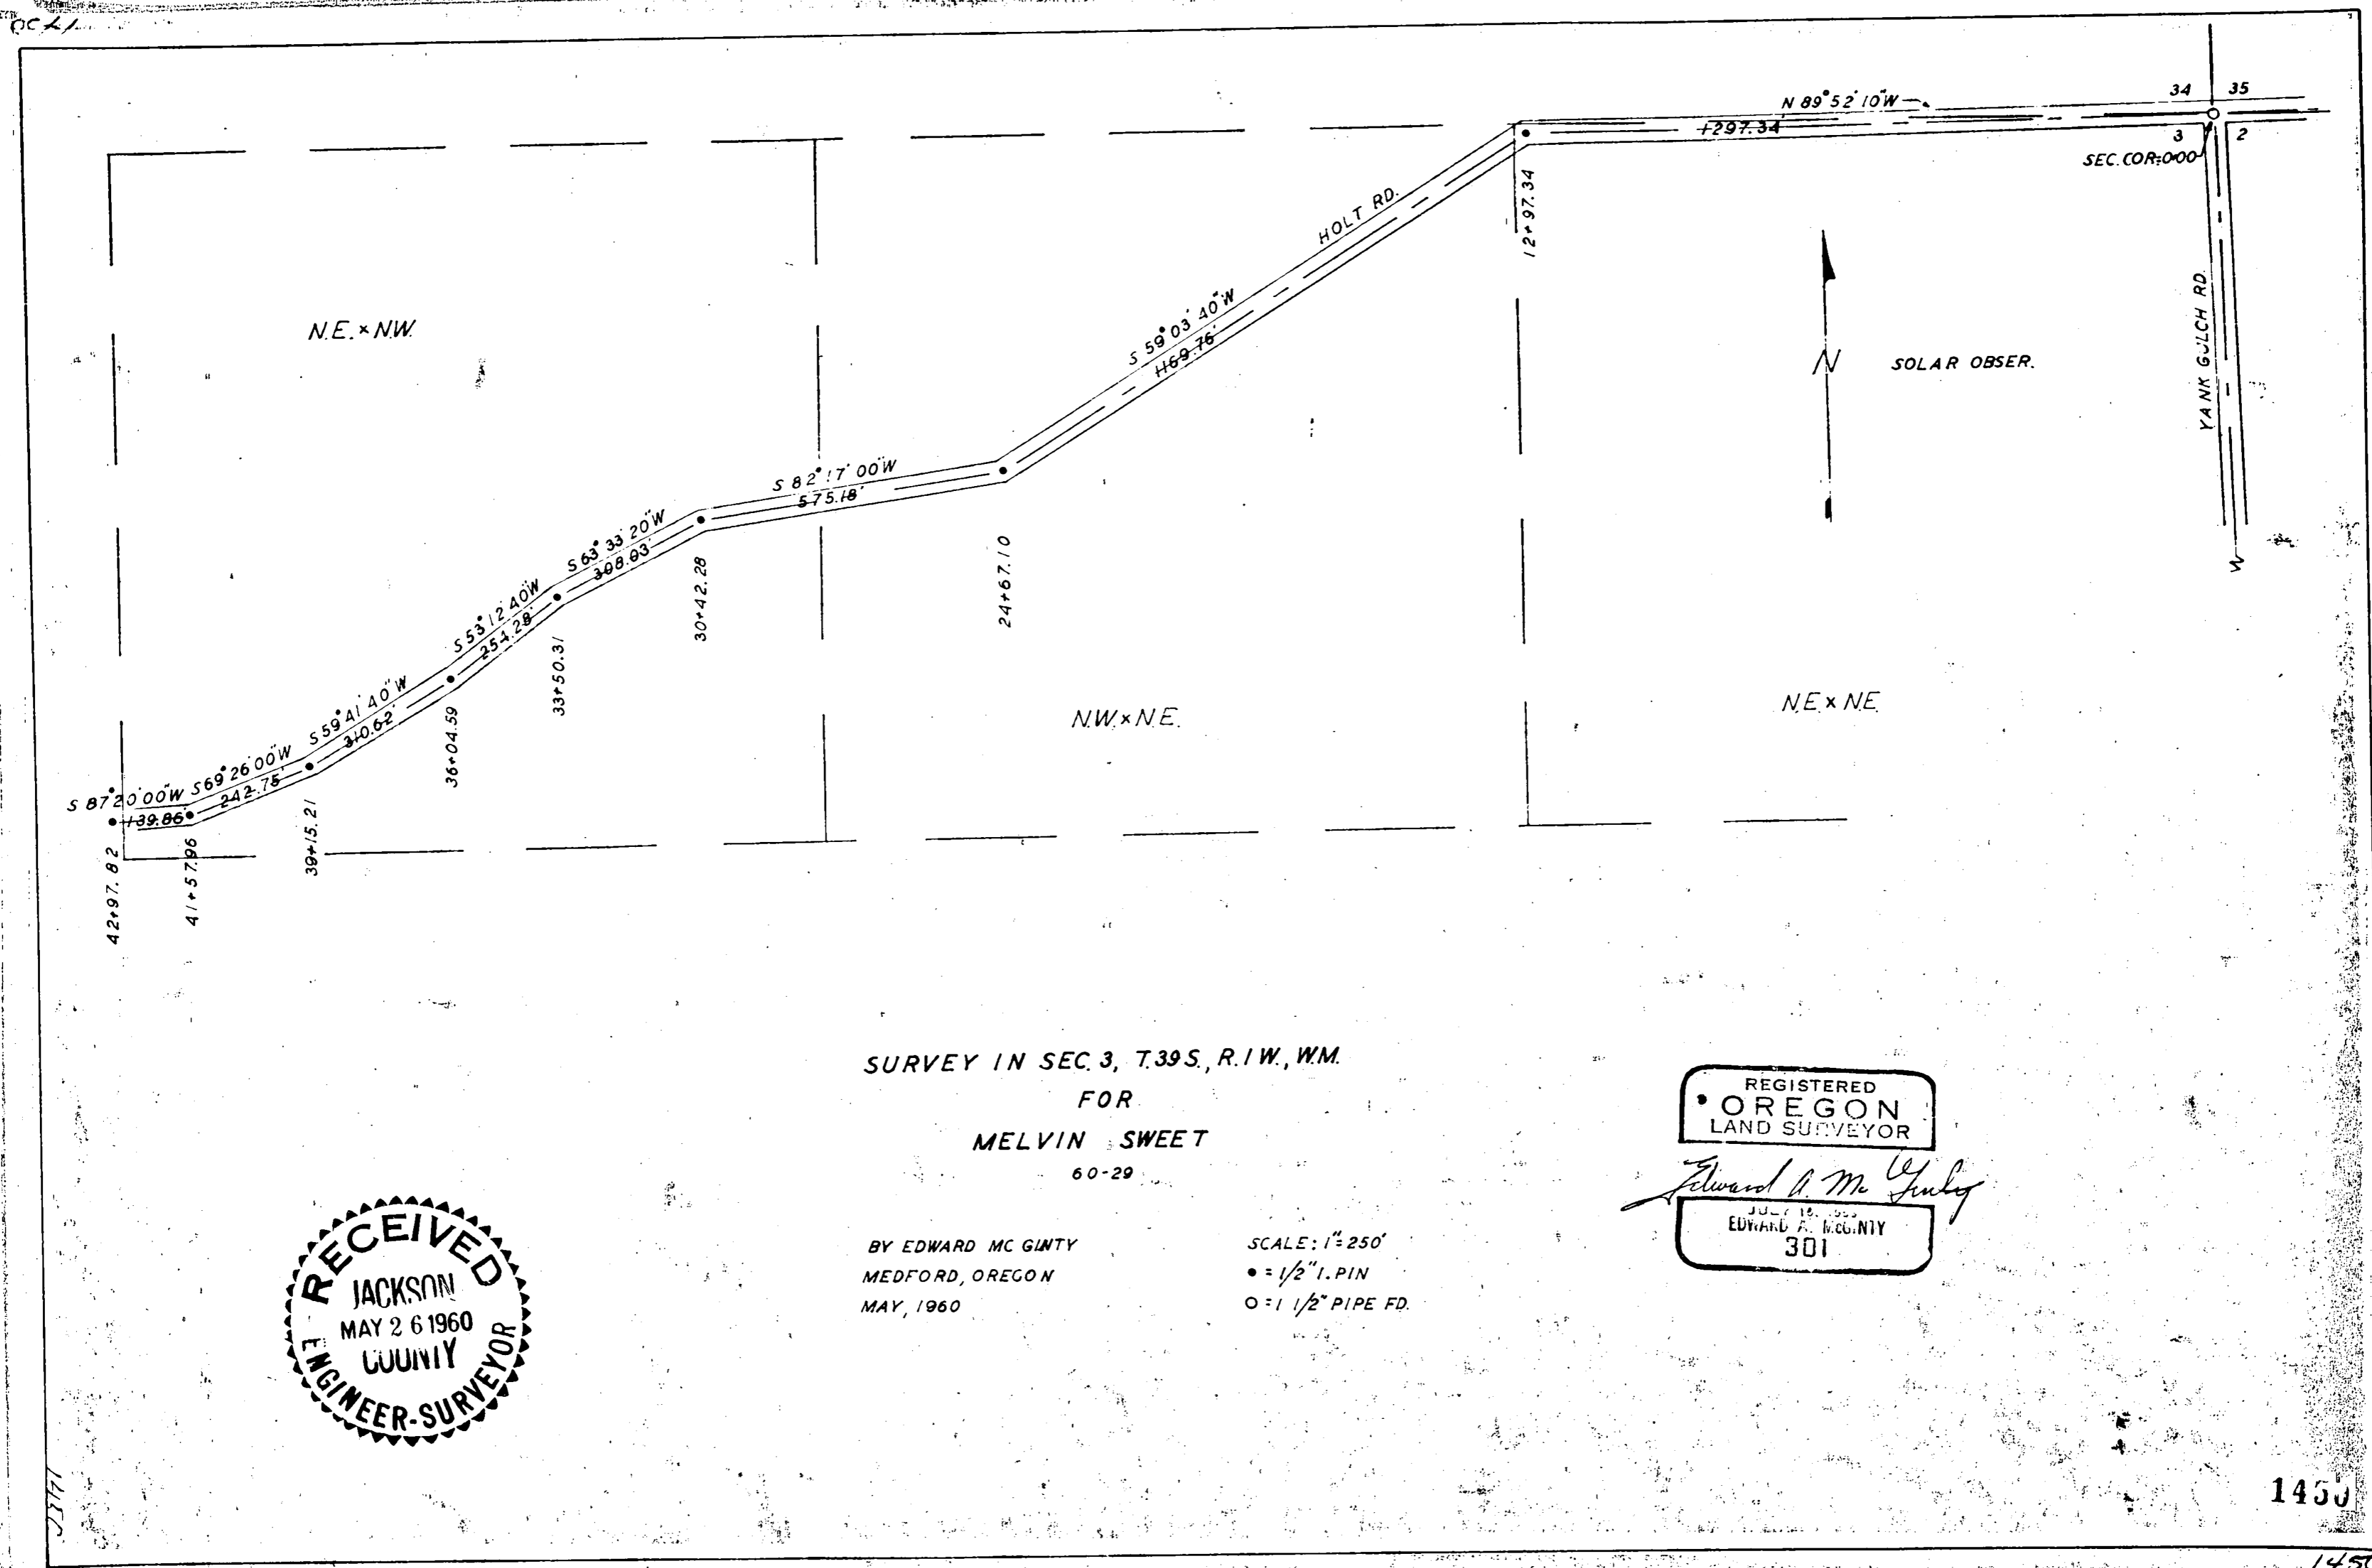 N 89° 52' 10" W
34 35
1297.34'
3 2
SEC. COR. = 0+00
12+97.34
HOLT RD.
YANK GULCH RD.
N.E. x NW.
S 59° 03' 40" W
1169.76'
N SOLAR OBSER.
S 82° 17' 00" W
575.18'
S 63° 33' 20" W
308.03'
30+42.28
24+67.10
S 53° 12' 40" W
254.28'
33+50.31
S 59° 41' 40" W
310.62'
36+04.59
N.W. x N.E.
N.E. x N.E.
S 69° 26' 00" W
242.75'
39+15.21
S 87° 20' 00" W
139.86'
42+97.82
41+57.96
SURVEY IN SEC. 3, T.39 S., R.1 W., W.M.
FOR
MELVIN SWEET
60-29
BY EDWARD MC GINTY
MEDFORD, OREGON
MAY, 1960
SCALE: 1" = 250'
● = 1/2" I. PIN
O = 1 1/2" PIPE FD.
REGISTERED
OREGON
LAND SURVEYOR
Edward A. McGinty
JULY
EDWARD A. McGINTY
301
RECEIVED
JACKSON
MAY 26 1960
COUNTY
ENGINEER-SURVEYOR